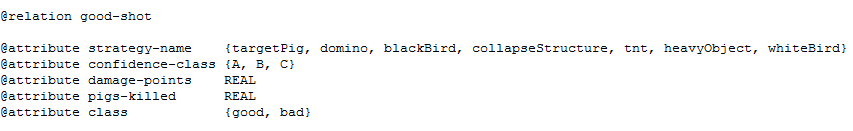 @relation good-shot
@attribute strategy-name {targetPig, domino, blackBird, collapseStructure, tnt, heavyObject, whiteBird}
@attribute confidence-class {A, B, C}
@attribute damage-points REAL
@attribute pigs-killed REAL
@attribute class {good, bad}